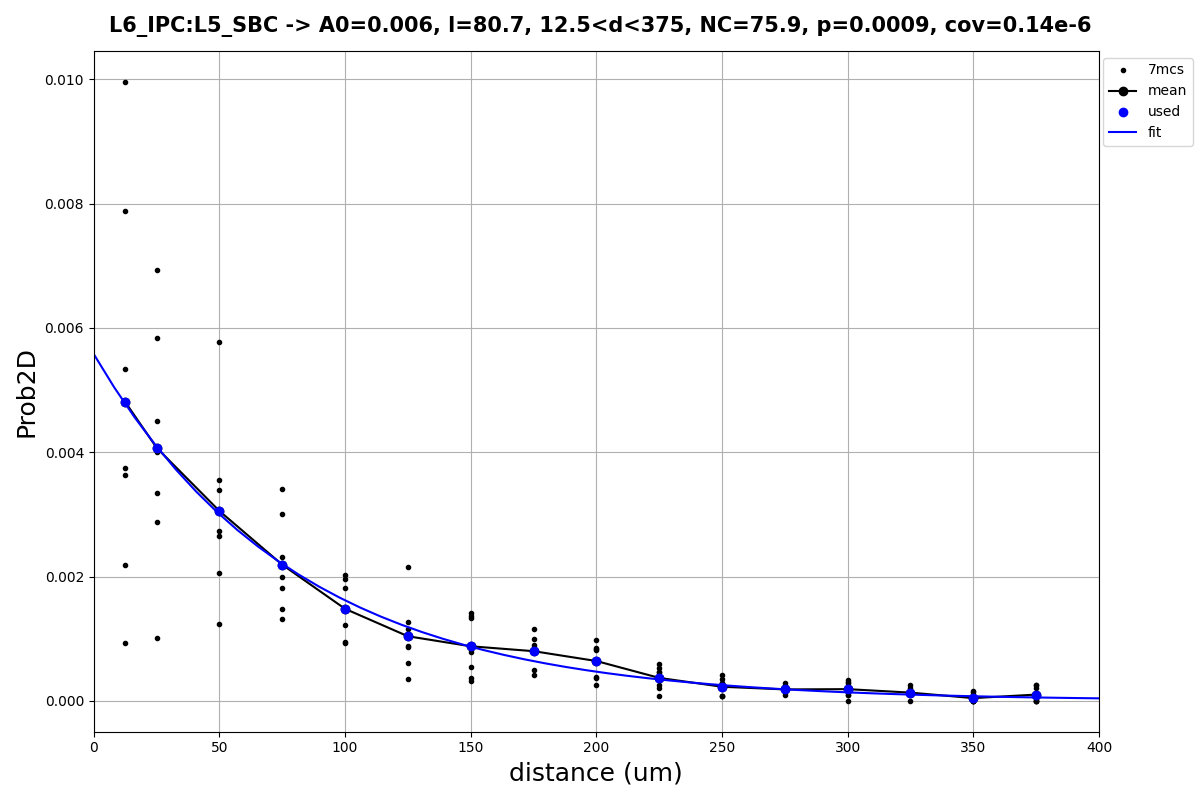 L6_IPC:L5_SBC -> A0=0.006, l=80.7, 12.5<d<375, NC=75.9, p=0.0009, cov=0.14e-6
7mcs
mean
used
fit
Prob2D
0.010
0.008
0.006
0.004
0.002
0.000
0 50 100 150 200 250 300 350 400
distance (um)